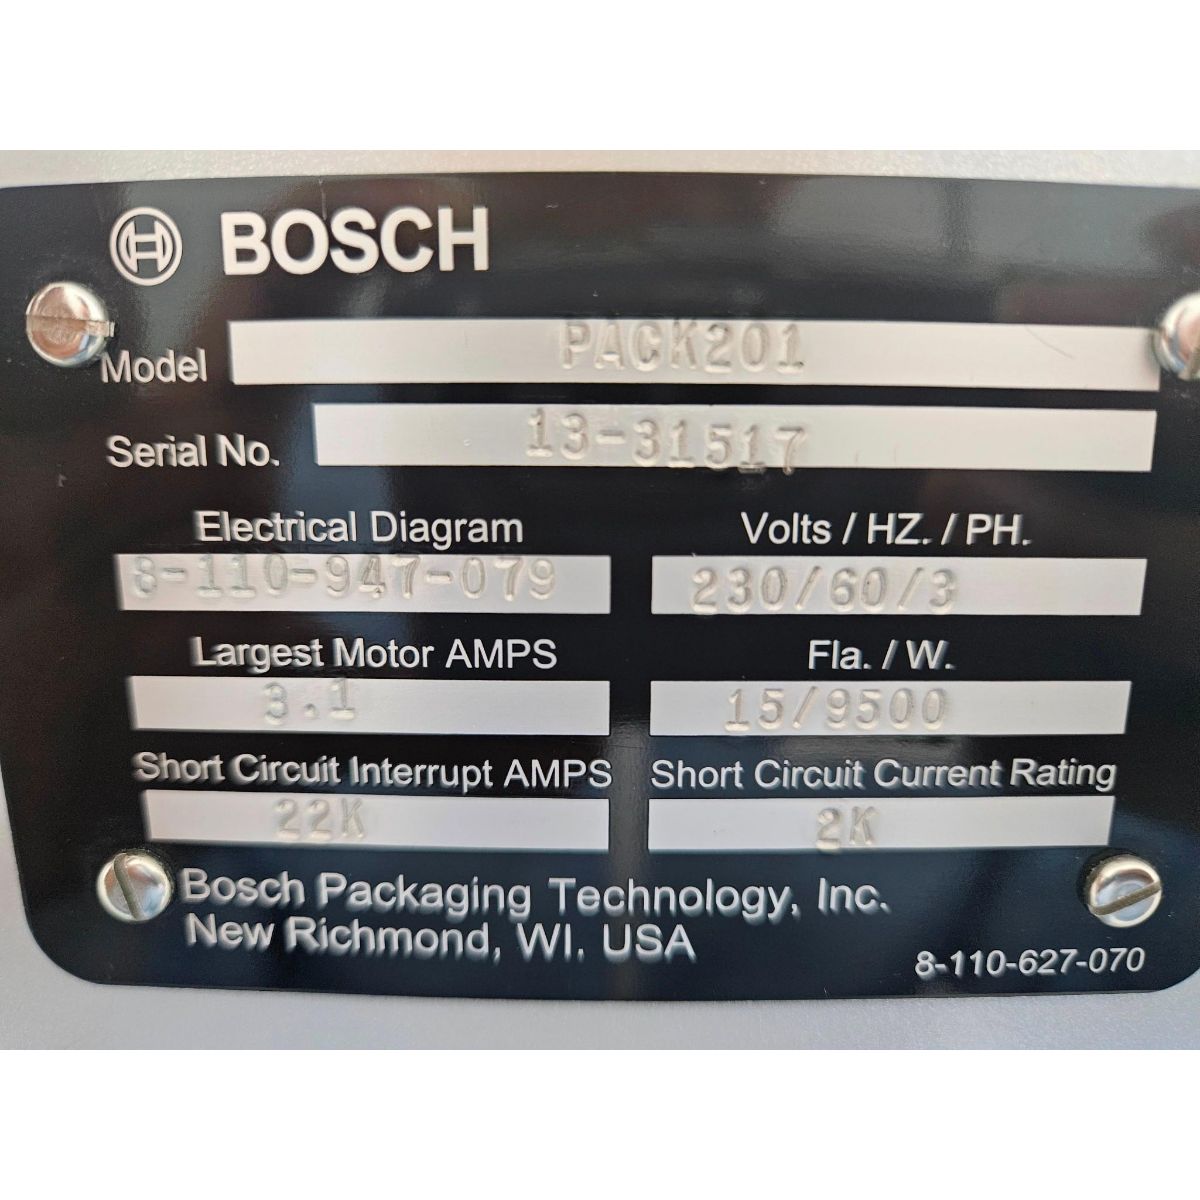 BOSCH
Model PACK201
Serial No. 13-31517
Electrical Diagram Volts / HZ. / PH.
8-110-947-079 230/60/3
Largest Motor AMPS Fla. / W.
3.1 15/9500
Short Circuit Interrupt AMPS Short Circuit Current Rating
22K 2K
Bosch Packaging Technology, Inc.
New Richmond, WI. USA
8-110-627-070